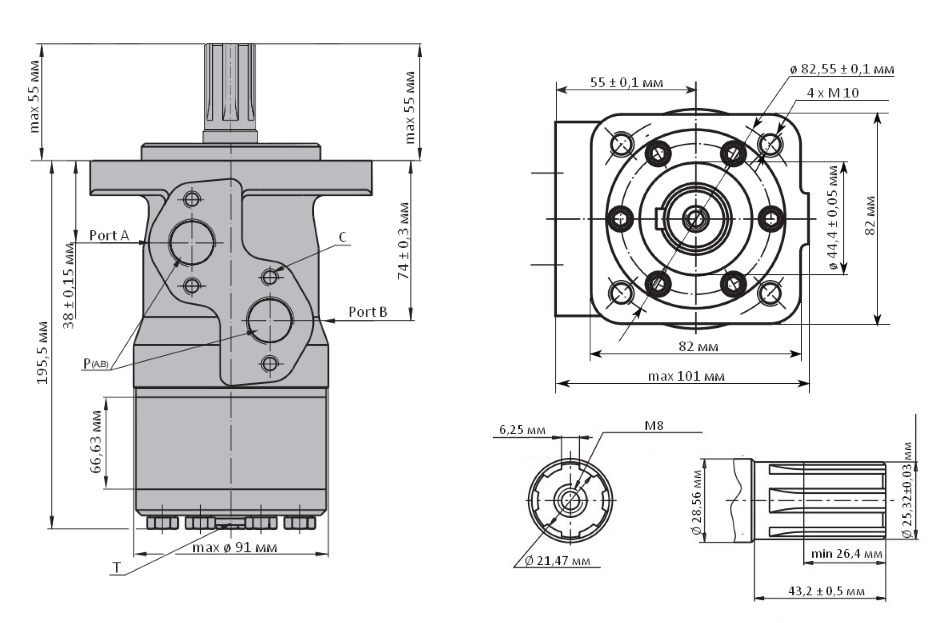 max 55 мм
max 55 мм
Port A
38 ± 0,15 мм
C
74 ± 0,3 мм
Port B
P(A,B)
195,5 мм
66,63 мм
max ø 91 мм
T
55 ± 0,1 мм
ø 82,55 ± 0,1 мм
4 x M 10
ø 44,4 ± 0,05 мм
82 мм
82 мм
max 101 мм
6,25 мм
M8
Ø 21,47 мм
Ø 28,56 мм
Ø 25,32±0,03 мм
min 26,4 мм
43,2 ± 0,5 мм